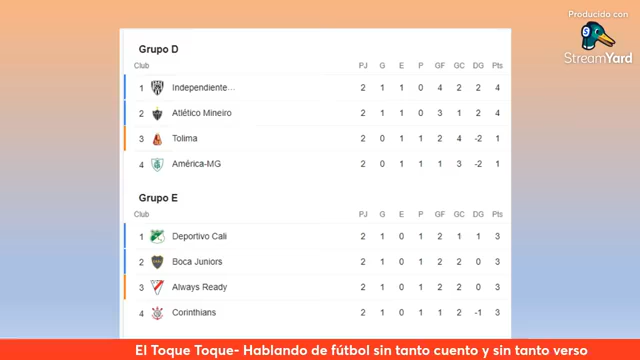 Producido con
StreamYard
Grupo D
Club PJ G E P GF GC DG Pts
1 Independiente... 2 1 1 0 4 2 2 4
2 Atlético Mineiro 2 1 1 0 3 1 2 4
3 Tolima 2 0 1 1 2 4 -2 1
4 América-MG 2 0 1 1 1 3 -2 1
Grupo E
Club PJ G E P GF GC DG Pts
1 Deportivo Cali 2 1 0 1 2 1 1 3
2 Boca Juniors 2 1 0 1 2 2 0 3
3 Always Ready 2 1 0 1 2 2 0 3
4 Corinthians 2 1 0 1 1 2 -1 3
El Toque Toque- Hablando de fútbol sin tanto cuento y sin tanto verso